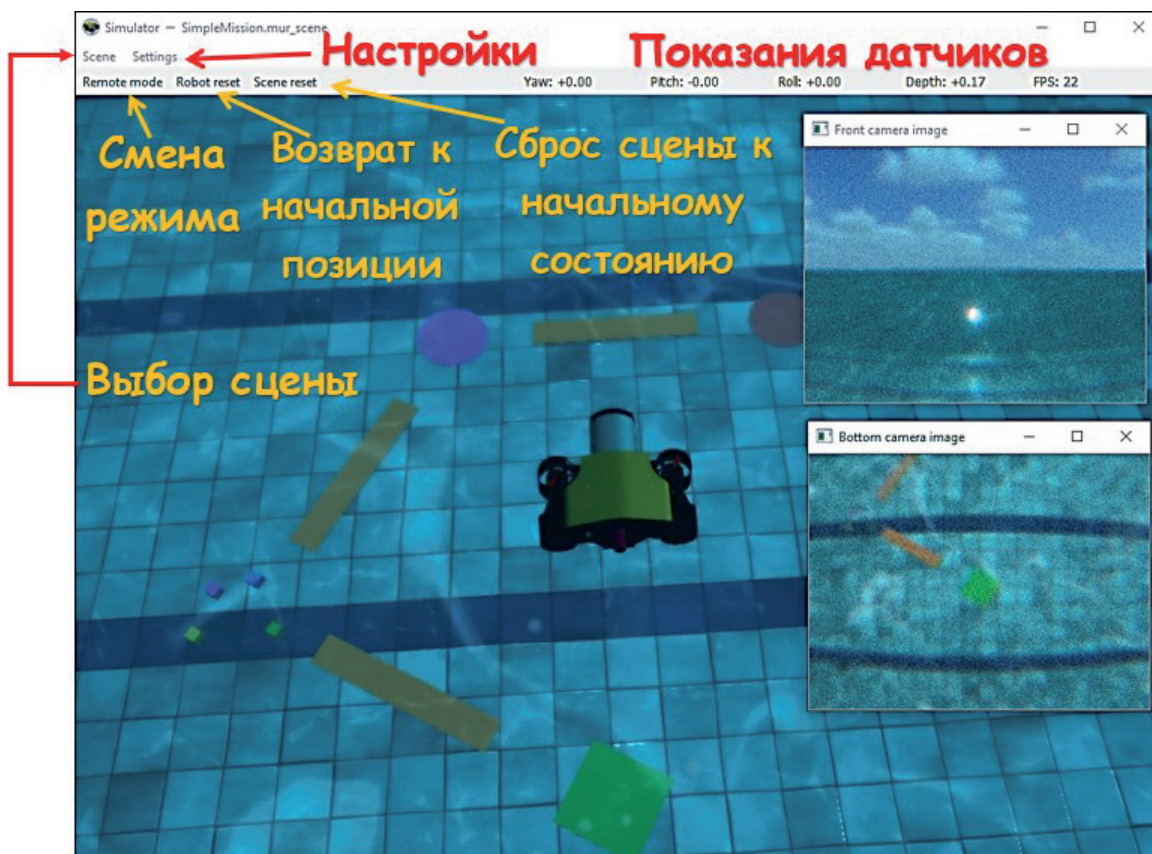 Simulator — SimpleMission.mur_scene
Scene Settings
Настройки
Показания датчиков
Remote mode Robot reset Scene reset
Yaw: +0.00 Pitch: -0.00 Roll: +0.00 Depth: +0.17 FPS: 22
Смена
режима
Возврат к
начальной
позиции
Сброс сцены к
начальному
состоянию
Front camera image
Выбор сцены
Bottom camera image